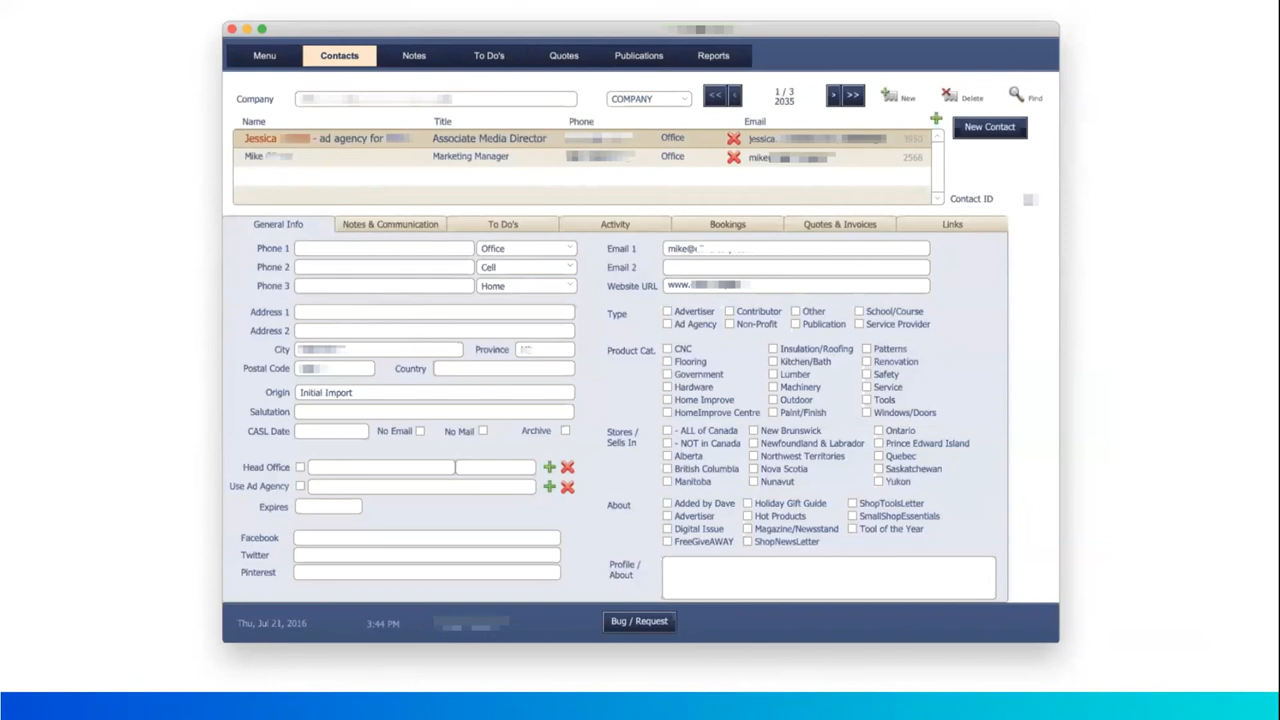 Menu Contacts Notes To Do's Quotes Publications Reports
Company COMPANY << < 1 / 3 > >> New Delete Find
2035
Name Title Phone Email
New Contact
Jessica - ad agency for Associate Media Director Office jessica. 1950
Mike Marketing Manager Office mike 2568
Contact ID
General Info Notes & Communication To Do's Activity Bookings Quotes & Invoices Links
Phone 1 Office Email 1 mike@
Phone 2 Cell Email 2
Phone 3 Home Website URL www.
Address 1 Type Advertiser Contributor Other School/Course
Address 2 Ad Agency Non-Profit Publication Service Provider
City Province Product Cat. CNC Insulation/Roofing Patterns
Flooring Kitchen/Bath Renovation
Postal Code Country Government Lumber Safety
Hardware Machinery Service
Origin Initial Import Home Improve Outdoor Tools
Salutation HomeImprove Centre Paint/Finish Windows/Doors
CASL Date No Email No Mail Archive Stores / - ALL of Canada New Brunswick Ontario
Sells In - NOT in Canada Newfoundland & Labrador Prince Edward Island
Alberta Northwest Territories Quebec
Head Office British Columbia Nova Scotia Saskatchewan
Use Ad Agency Manitoba Nunavut Yukon
Expires About Added by Dave Holiday Gift Guide ShopToolsLetter
Advertiser Hot Products SmallShopEssentials
Digital Issue Magazine/Newsstand Tool of the Year
Facebook FreeGiveAWAY ShopNewsLetter
Twitter
Pinterest Profile /
About
Thu, Jul 21, 2016 3:44 PM Bug / Request